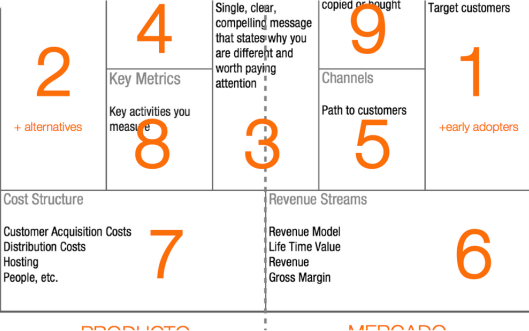 2
+ alternatives
4
Key Metrics
Key activities you
measure
8
Single, clear,
compelling message
that states why you
are different and
worth paying
attention
3
copied or bought
9
Channels
Path to customers
5
Target customers
1
+early adopters
Cost Structure
Customer Acquisition Costs
Distribution Costs
Hosting
People, etc.
7
Revenue Streams
Revenue Model
Life Time Value
Revenue
Gross Margin
6
PRODUCTO
MERCADO